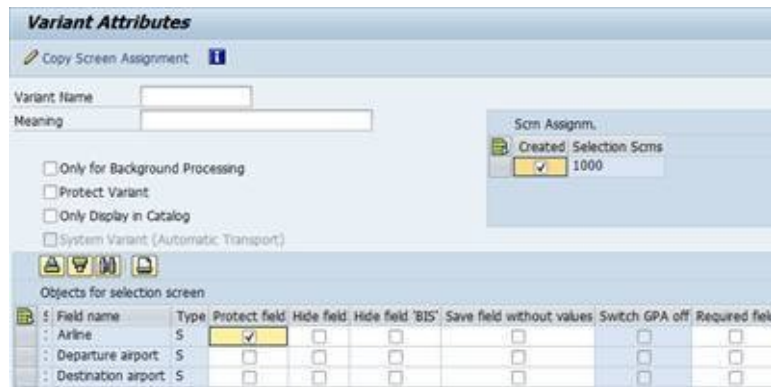 Variant Attributes
Copy Screen Assignment
Variant Name
Meaning
Scrn Assignm.
Created Selection Scrns
1000
Only for Background Processing
Protect Variant
Only Display in Catalog
System Variant (Automatic Transport)
Objects for selection screen
Field name Type Protect field Hide field Hide field 'BIS' Save field without values Switch GPA off Required
Airline S
Departure airport S
Destination airport S